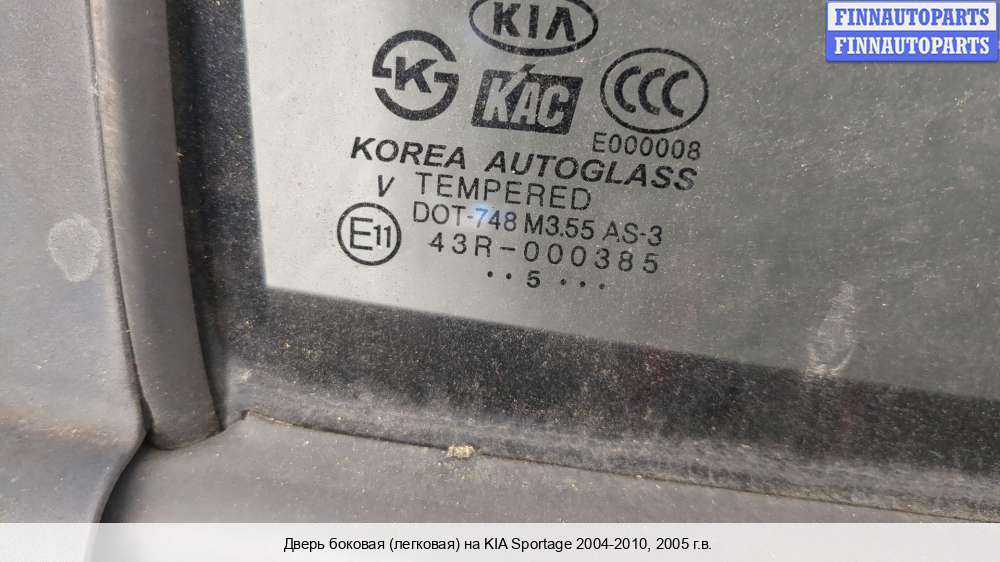 FINNAUTOPARTS
FINNAUTOPARTS
KIA
K
KAC
CCC
E000008
KOREA AUTOGLASS
V TEMPERED
DOT-748 M3.55 AS-3
E11
43R-000385
..5...
Дверь боковая (легковая) на KIA Sportage 2004-2010, 2005 г.в.